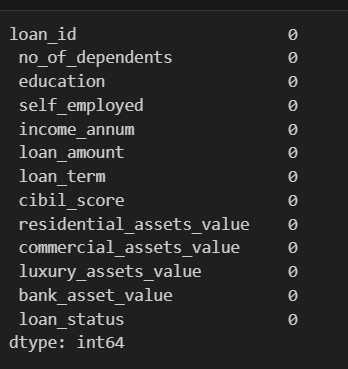 loan_id                      0
 no_of_dependents            0
 education                   0
 self_employed               0
 income_annum                0
 loan_amount                 0
 loan_term                   0
 cibil_score                 0
 residential_assets_value    0
 commercial_assets_value     0
 luxury_assets_value         0
 bank_asset_value            0
 loan_status                 0
dtype: int64